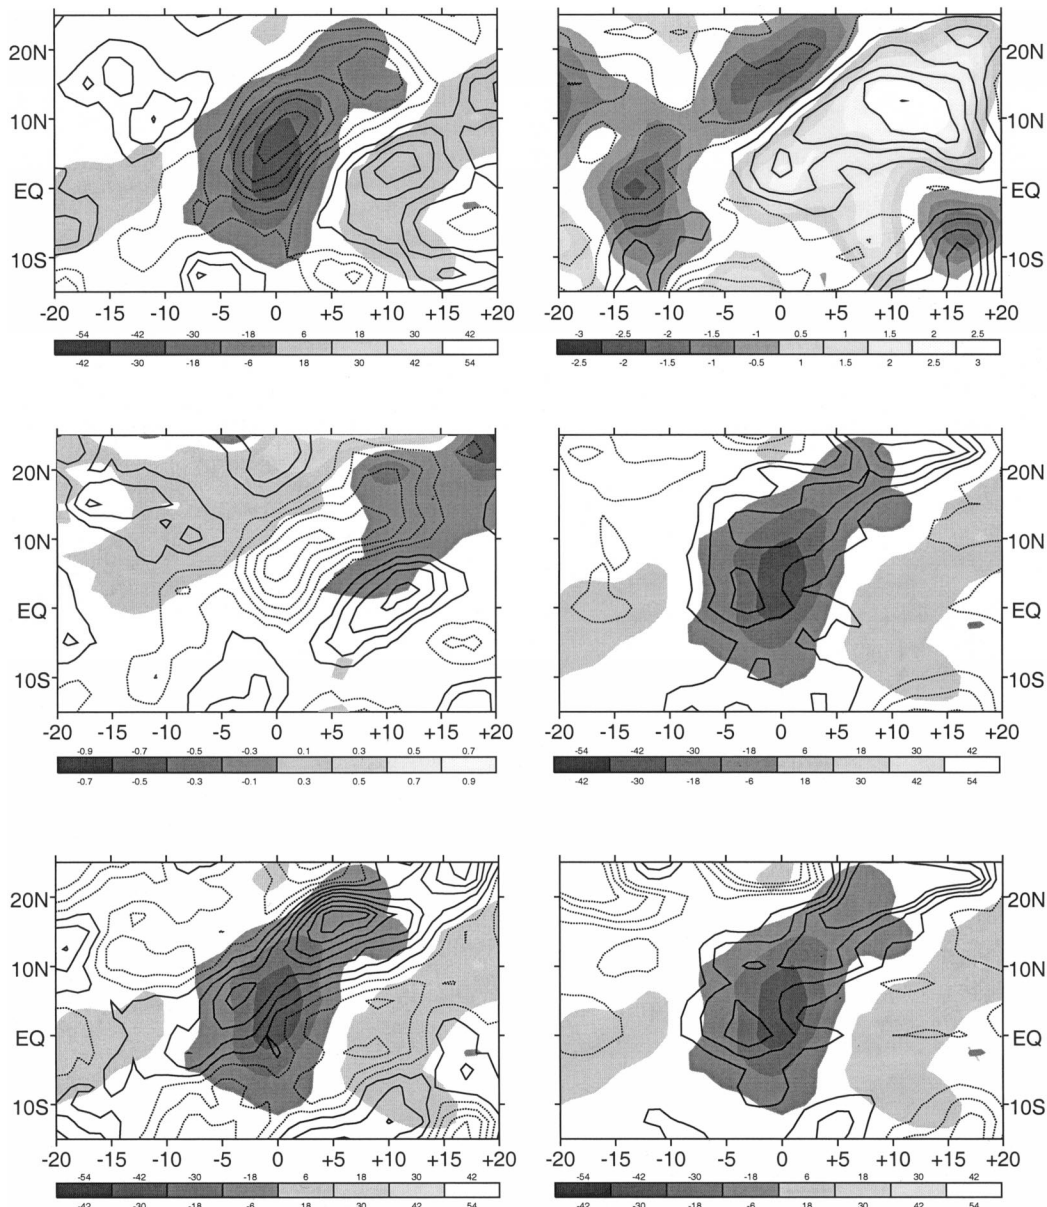 20N 20N
10N 10N
EQ EQ
10S 10S
-20 -15 -10 -5 0 +5 +10 +15 +20 -20 -15 -10 -5 0 +5 +10 +15 +20
-54 -42 -30 -18 6 18 30 42 -3 -2.5 -2 -1.5 -1 0.5 1 1.5 2 2.5
-42 -30 -18 -6 18 30 42 54 -2.5 -2 -1.5 -1 -0.5 1 1.5 2 2.5 3
20N 20N
10N 10N
EQ EQ
10S 10S
-20 -15 -10 -5 0 +5 +10 +15 +20 -20 -15 -10 -5 0 +5 +10 +15 +20
-0.9 -0.7 -0.5 -0.3 0.1 0.3 0.5 0.7 -54 -42 -30 -18 6 18 30 42
-0.7 -0.5 -0.3 -0.1 0.3 0.5 0.7 0.9 -42 -30 -18 -6 18 30 42 54
20N 20N
10N 10N
EQ EQ
10S 10S
-20 -15 -10 -5 0 +5 +10 +15 +20 -20 -15 -10 -5 0 +5 +10 +15 +20
-54 -42 -30 -18 6 18 30 42 -54 -42 -30 -18 6 18 30 42
-42 -30 -18 -6 18 30 42 54 -42 -30 -18 -6 18 30 42 54